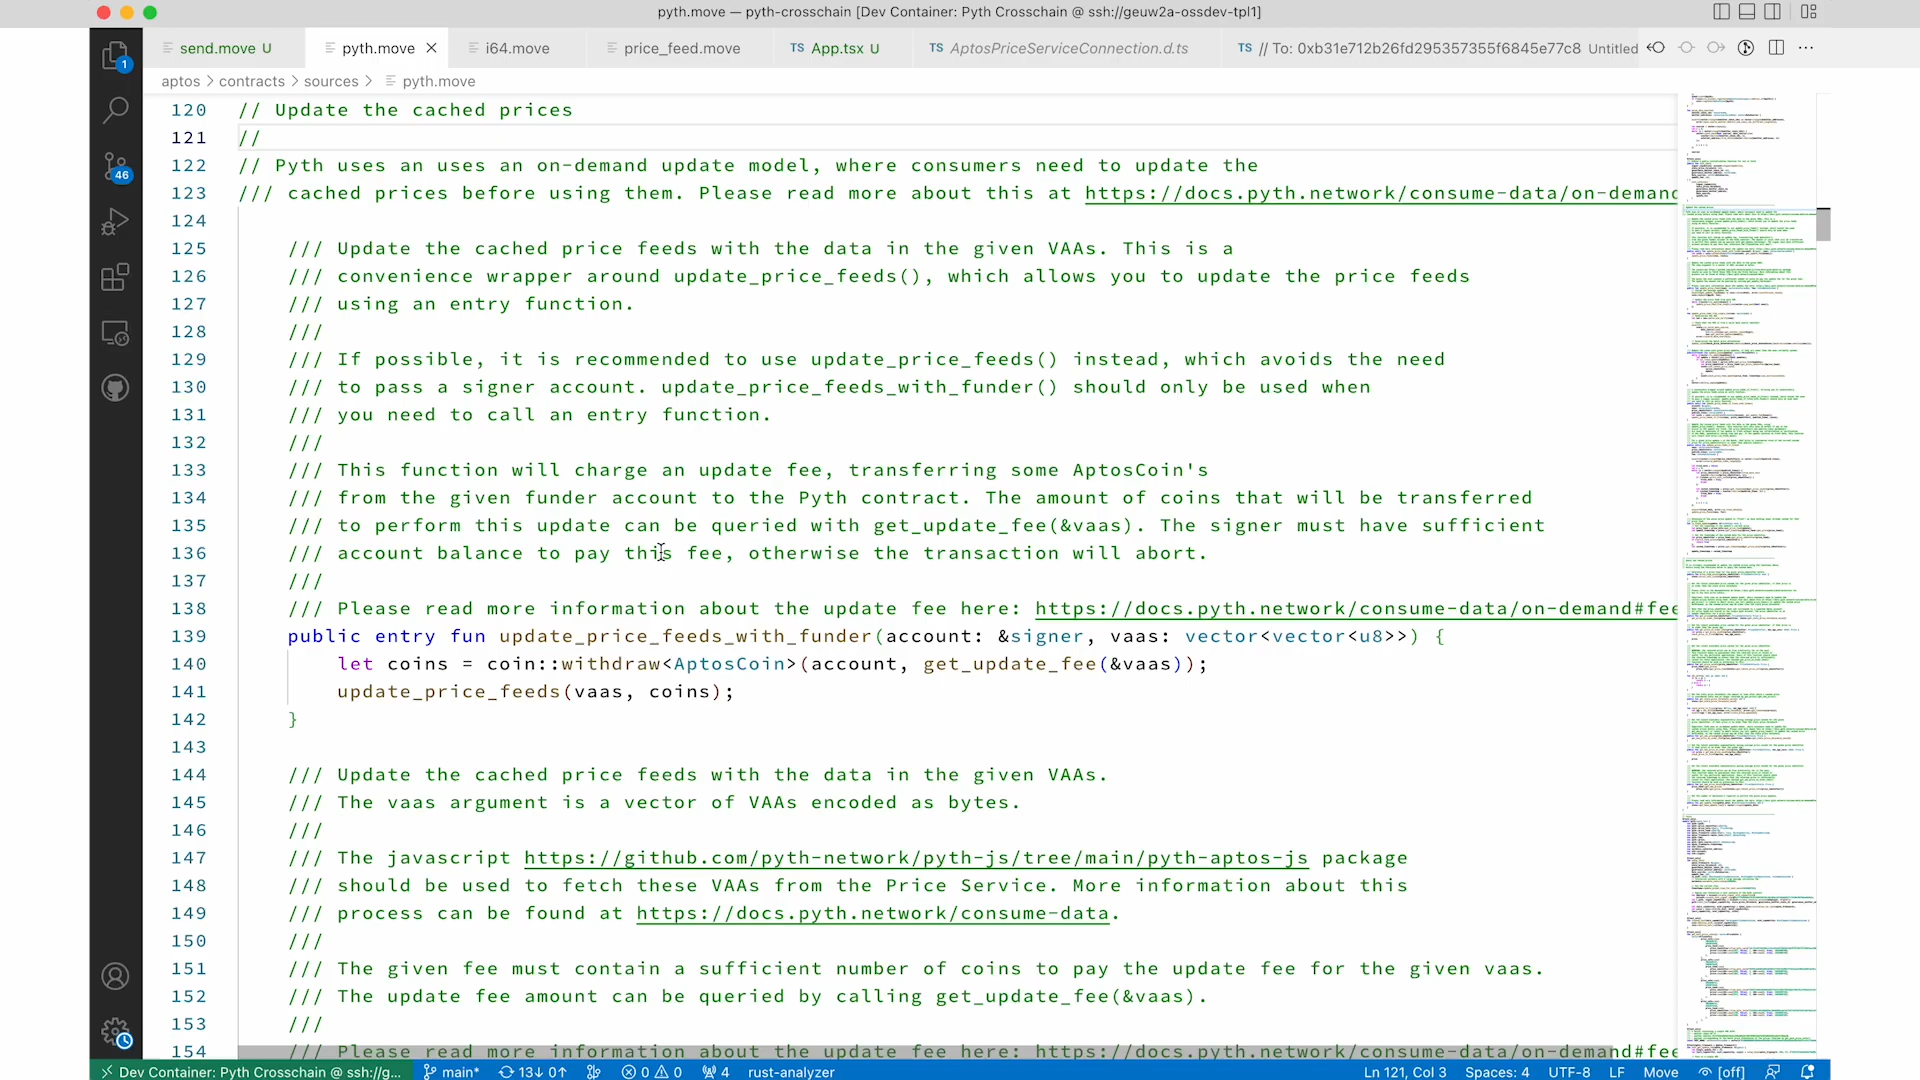 pyth.move — pyth-crosschain [Dev Container: Pyth Crosschain @ ssh://geuw2a-ossdev-tpl1]
send.move U
pyth.move
i64.move
price_feed.move
TS App.tsx U
TS AptosPriceServiceConnection.d.ts
TS // To: 0xb31e712b26fd295357355f6845e77c8 Untitled
1
aptos > contracts > sources > pyth.move
120 // Update the cached prices
121 //
122 // Pyth uses an uses an on-demand update model, where consumers need to update the
123 /// cached prices before using them. Please read more about this at https://docs.pyth.network/consume-data/on-demand
124
125 /// Update the cached price feeds with the data in the given VAAs. This is a
126 /// convenience wrapper around update_price_feeds(), which allows you to update the price feeds
127 /// using an entry function.
128 ///
129 /// If possible, it is recommended to use update_price_feeds() instead, which avoids the need
130 /// to pass a signer account. update_price_feeds_with_funder() should only be used when
131 /// you need to call an entry function.
132 ///
133 /// This function will charge an update fee, transferring some AptosCoin's
134 /// from the given funder account to the Pyth contract. The amount of coins that will be transferred
135 /// to perform this update can be queried with get_update_fee(&vaas). The signer must have sufficient
136 /// account balance to pay this fee, otherwise the transaction will abort.
137 ///
138 /// Please read more information about the update fee here: https://docs.pyth.network/consume-data/on-demand#fee
139 public entry fun update_price_feeds_with_funder(account: &signer, vaas: vector<vector<u8>>) {
140 let coins = coin::withdraw<AptosCoin>(account, get_update_fee(&vaas));
141 update_price_feeds(vaas, coins);
142 }
143
144 /// Update the cached price feeds with the data in the given VAAs.
145 /// The vaas argument is a vector of VAAs encoded as bytes.
146 ///
147 /// The javascript https://github.com/pyth-network/pyth-js/tree/main/pyth-aptos-js package
148 /// should be used to fetch these VAAs from the Price Service. More information about this
149 /// process can be found at https://docs.pyth.network/consume-data.
150 ///
151 /// The given fee must contain a sufficient number of coins to pay the update fee for the given vaas.
152 /// The update fee amount can be queried by calling get_update_fee(&vaas).
153 ///
154 /// Please read more information about the update fee here: https://docs.pyth.network/consume-data/on-demand#fee
46
Dev Container: Pyth Crosschain @ ssh://g... main* 13↓ 0↑ 0 0 4 rust-analyzer Ln 121, Col 3 Spaces: 4 UTF-8 LF Move [off]